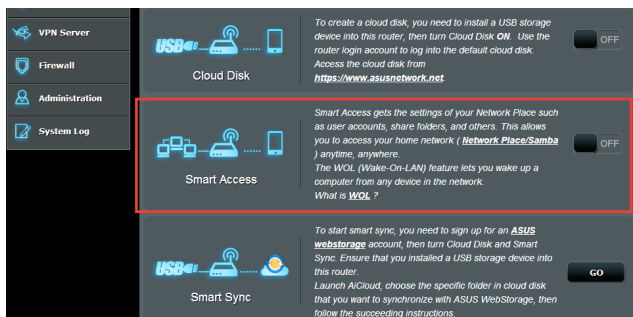 VPN Server
Firewall
Administration
System Log
USB
Cloud Disk
To create a cloud disk, you need to install a USB storage
device into this router, then turn Cloud Disk ON. Use the
router login account to log into the default cloud disk.
Access the cloud disk from
https://www.asusnetwork.net.
OFF
Smart Access
Smart Access gets the settings of your Network Place such
as user accounts, share folders, and others. This allows
you to access your home network ( Network Place/Samba
) anytime, anywhere.
The WOL (Wake-On-LAN) feature lets you wake up a
computer from any device in the network.
What is WOL ?
OFF
USB
Smart Sync
To start smart sync, you need to sign up for an ASUS
webstorage account, then turn Cloud Disk and Smart
Sync. Ensure that you installed a USB storage device into
this router.
Launch AiCloud, choose the specific folder in cloud disk
that you want to synchronize with ASUS WebStorage, then
follow the succeeding instructions.
GO